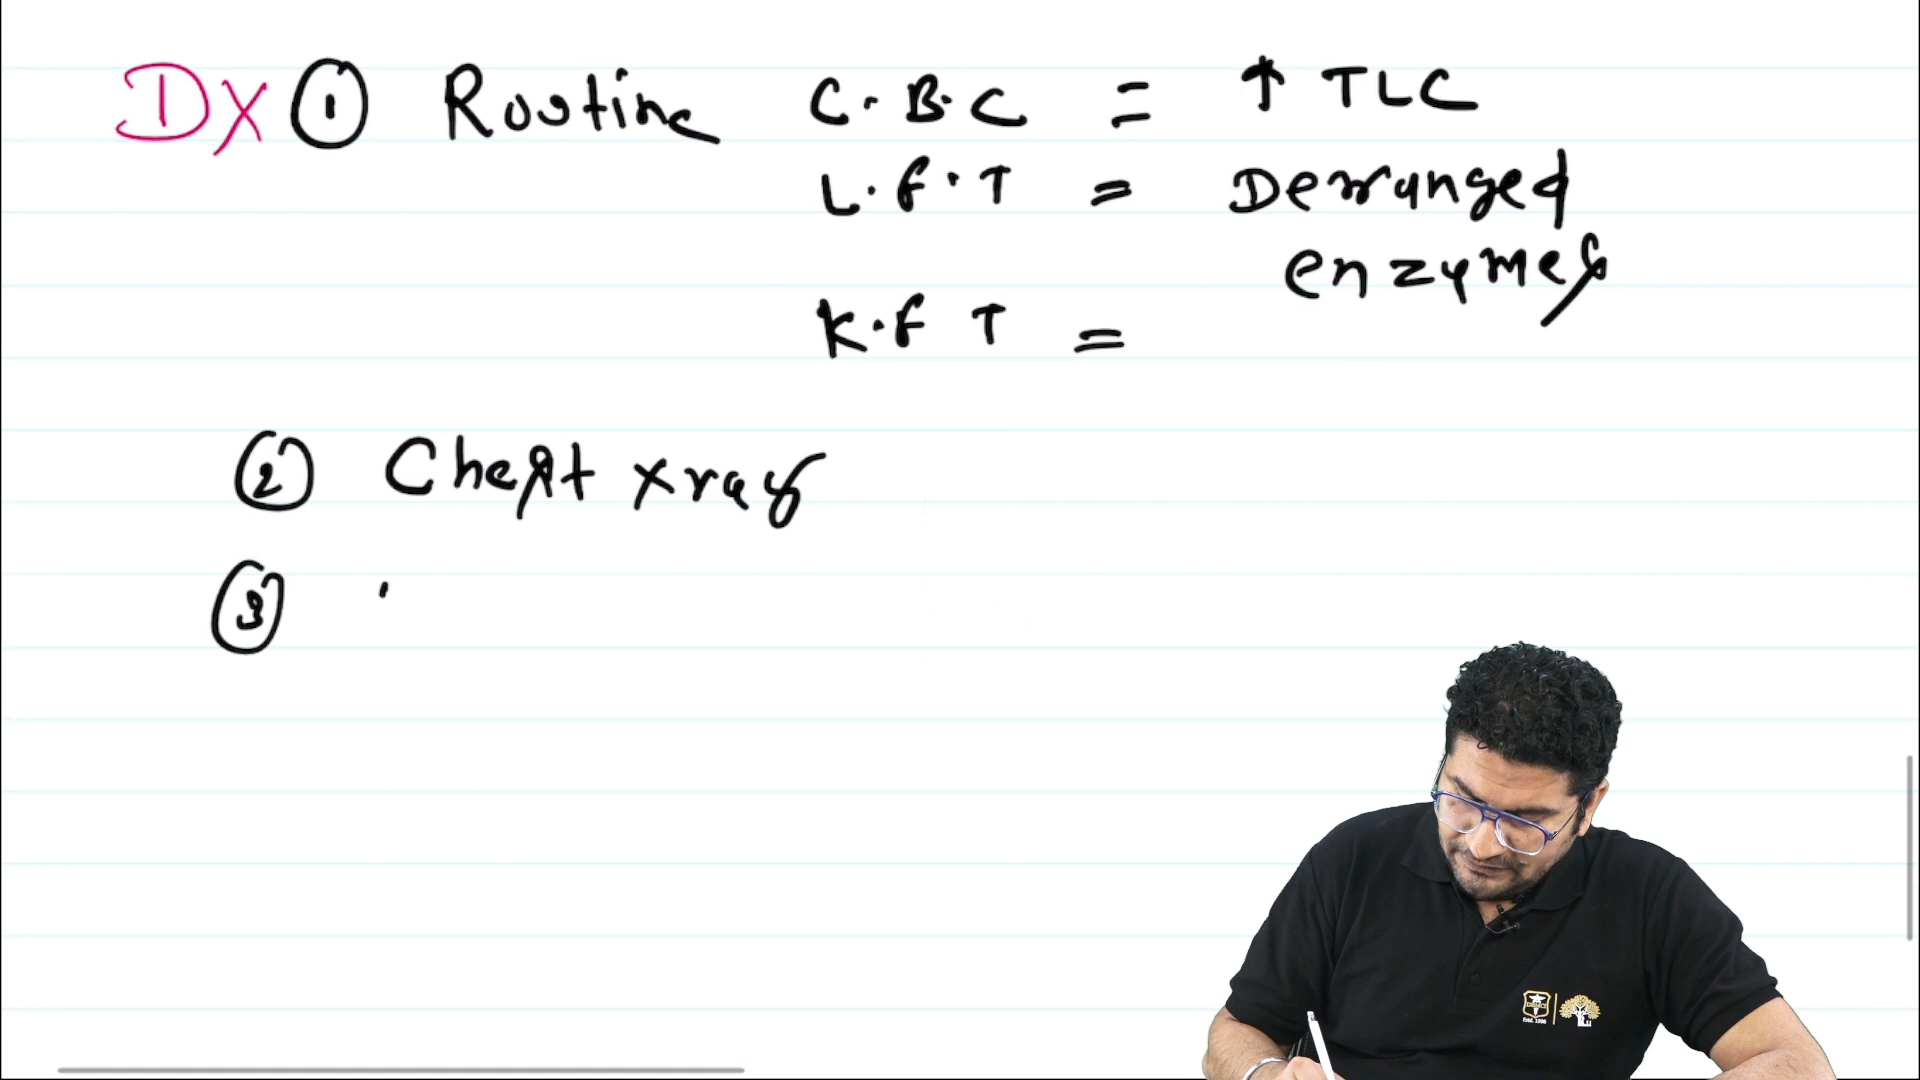 DX ① Routine C.B.C = ↑ TLC
L.F.T = Deranged
enzymes
K.F T =
② Chest xray
③